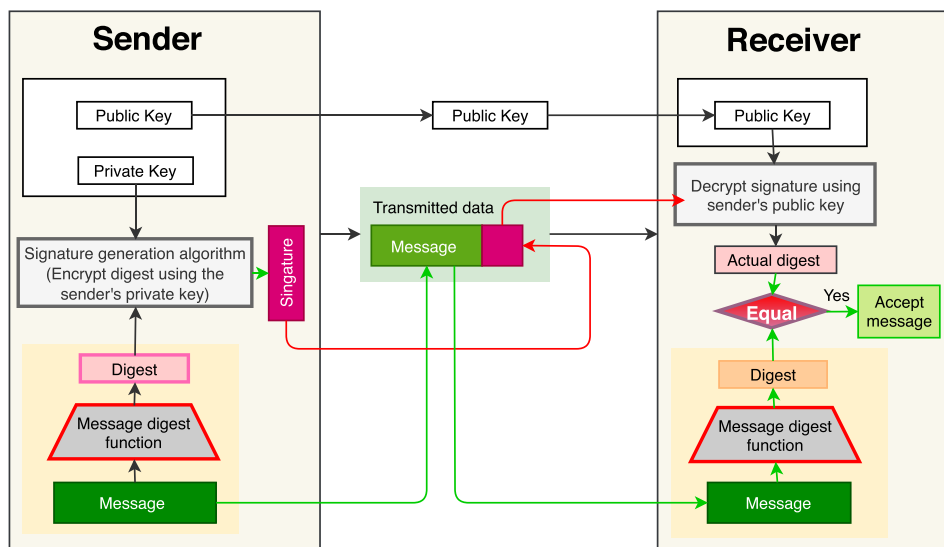 Sender
Public Key
Private Key
Signature generation algorithm
(Encrypt digest using the
sender's private key)
Singature
Digest
Message digest
function
Message
Public Key
Transmitted data
Message
Receiver
Public Key
Decrypt signature using
sender's public key
Actual digest
Equal
Yes
Accept
message
Digest
Message digest
function
Message